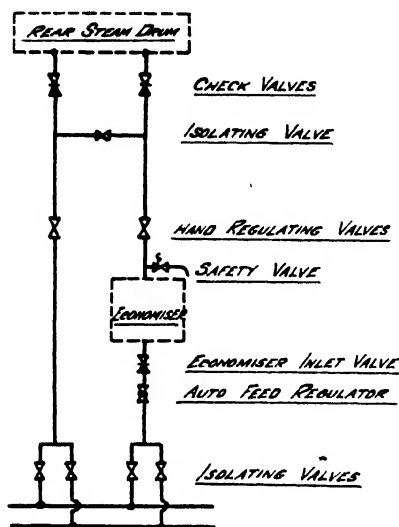 REAR STEAM DRUM
CHECK VALVES
ISOLATING VALVE
HAND REGULATING VALVES
S
SAFETY VALVE
ECONOMISER
ECONOMISER INLET VALVE
AUTO FEED REGULATOR
ISOLATING VALVES